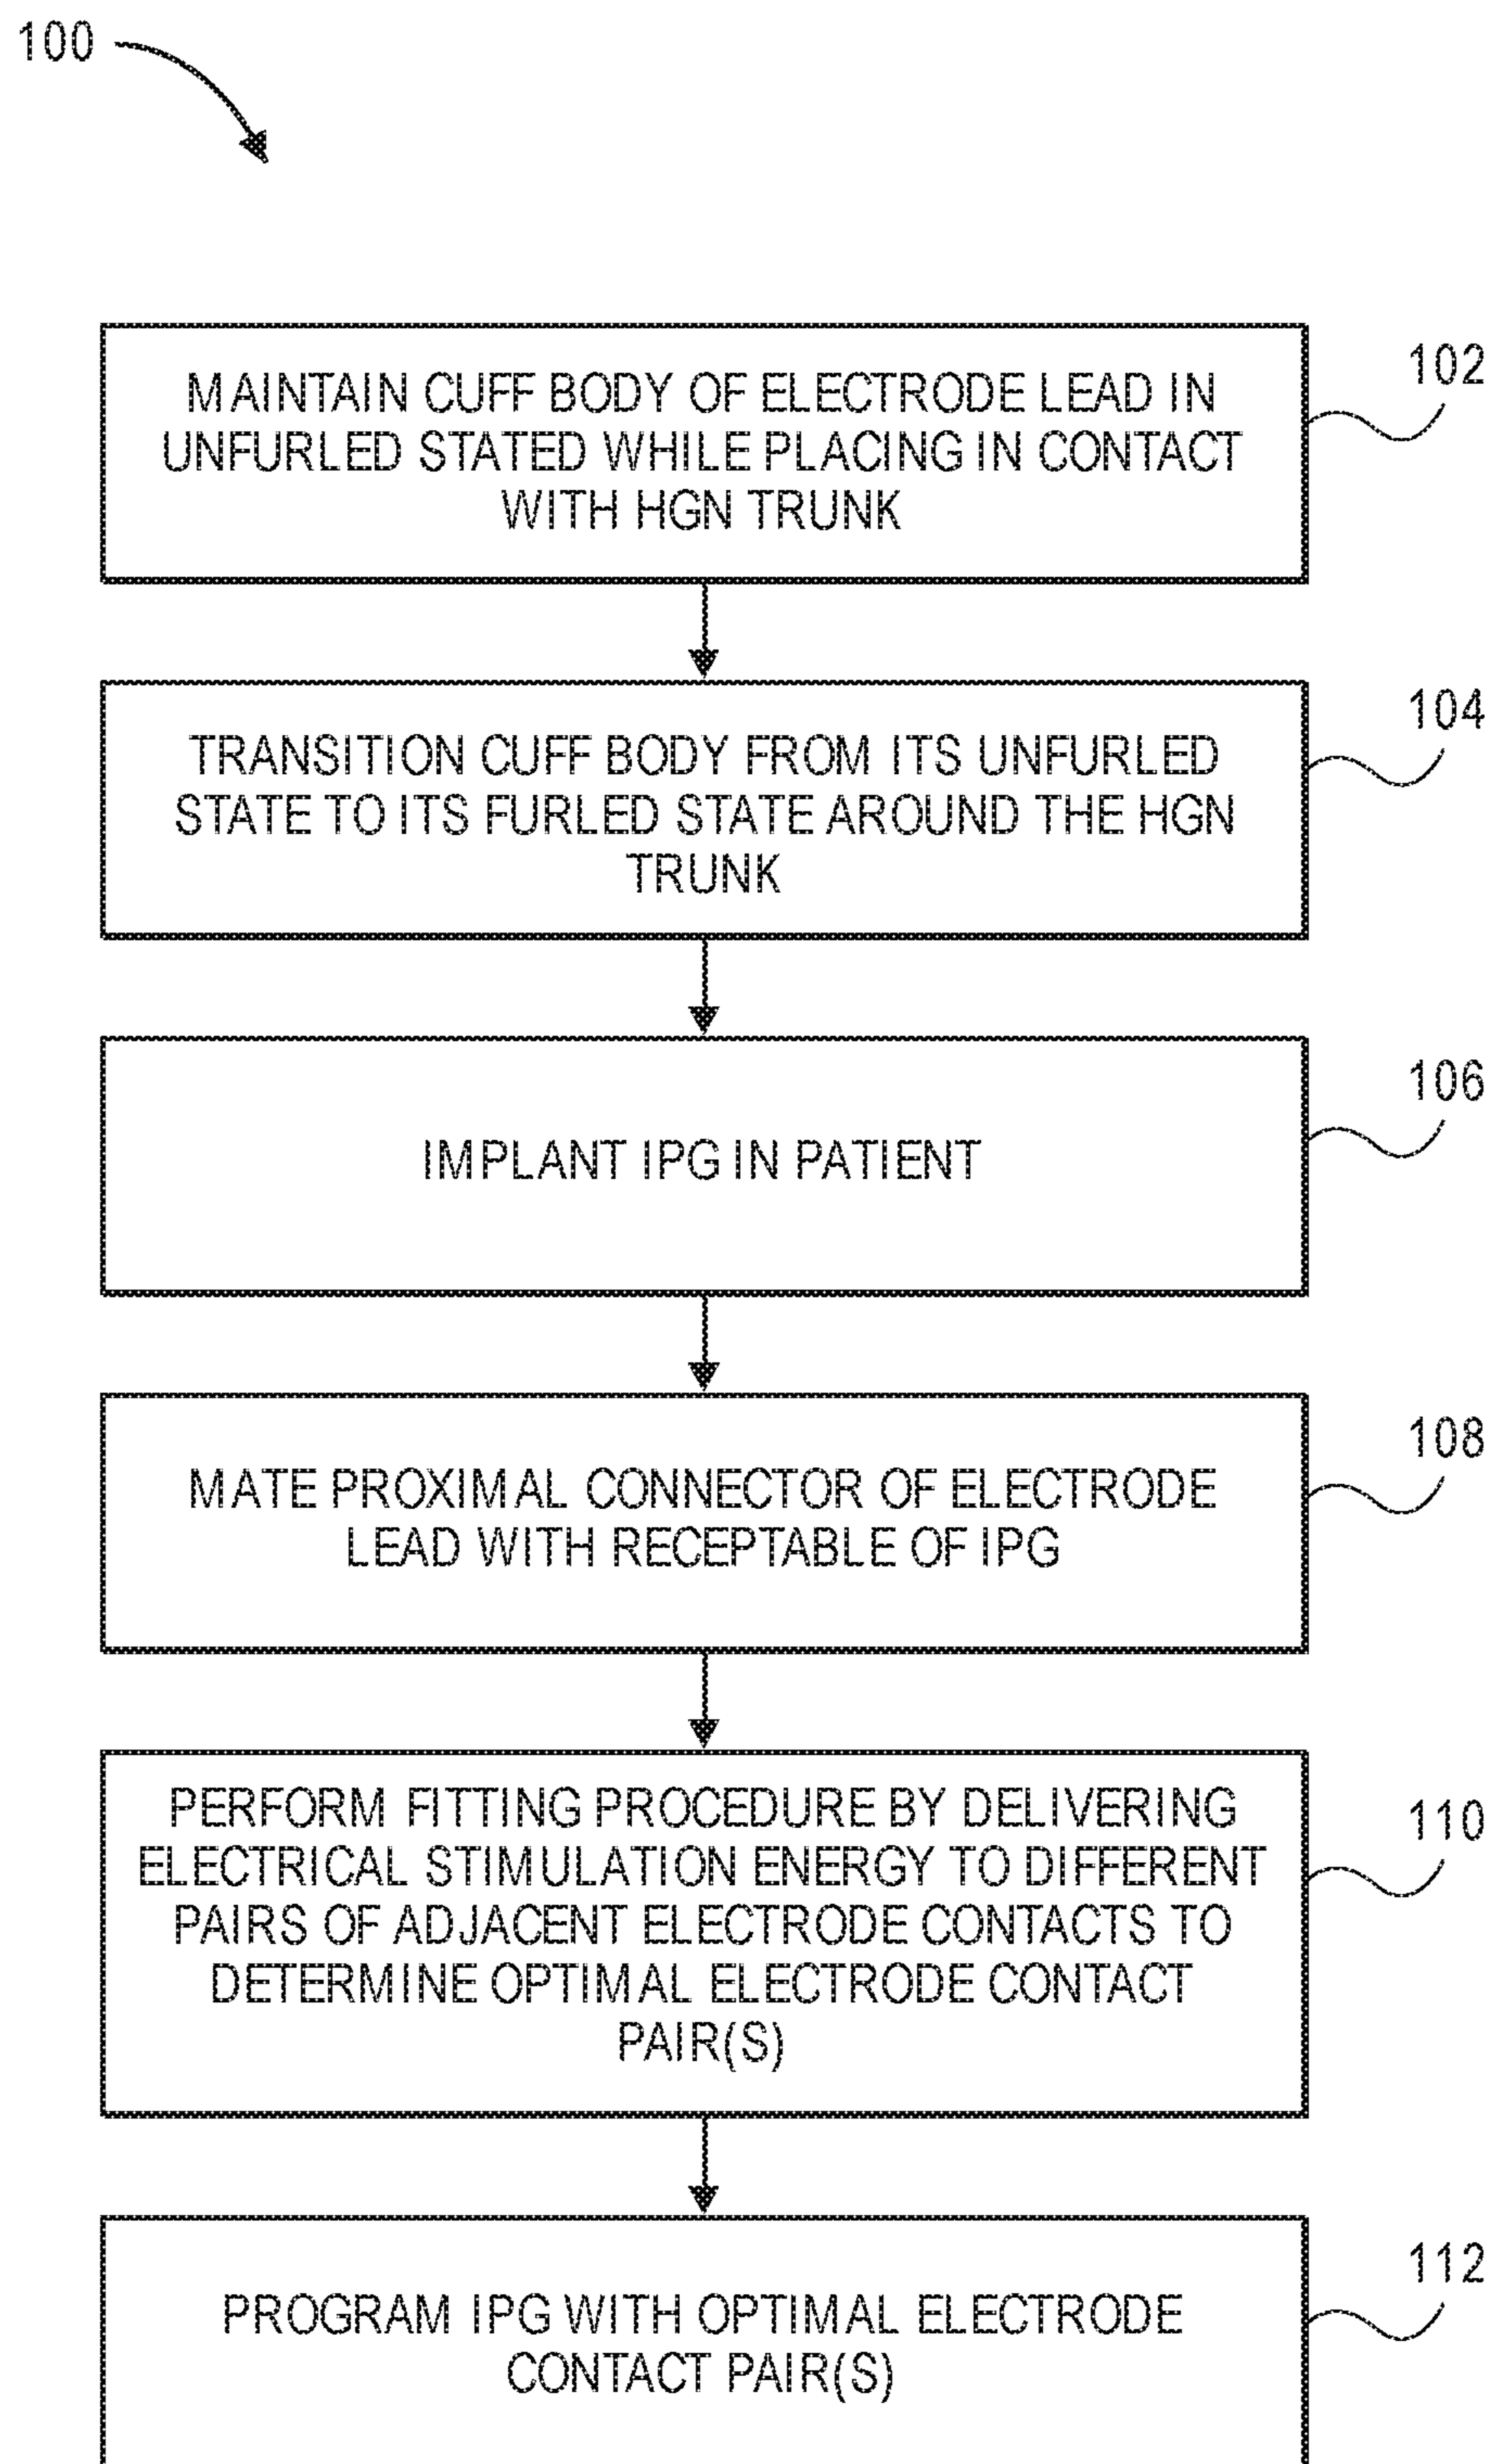 100
MAINTAIN CUFF BODY OF ELECTRODE LEAD IN
UNFURLED STATED WHILE PLACING IN CONTACT
WITH HGN TRUNK
102
TRANSITION CUFF BODY FROM ITS UNFURLED
STATE TO ITS FURLED STATE AROUND THE HGN
TRUNK
104
IMPLANT IPG IN PATIENT
106
MATE PROXIMAL CONNECTOR OF ELECTRODE
LEAD WITH RECEPTABLE OF IPG
108
PERFORM FITTING PROCEDURE BY DELIVERING
ELECTRICAL STIMULATION ENERGY TO DIFFERENT
PAIRS OF ADJACENT ELECTRODE CONTACTS TO
DETERMINE OPTIMAL ELECTRODE CONTACT
PAIR(S)
110
PROGRAM IPG WITH OPTIMAL ELECTRODE
CONTACT PAIR(S)
112